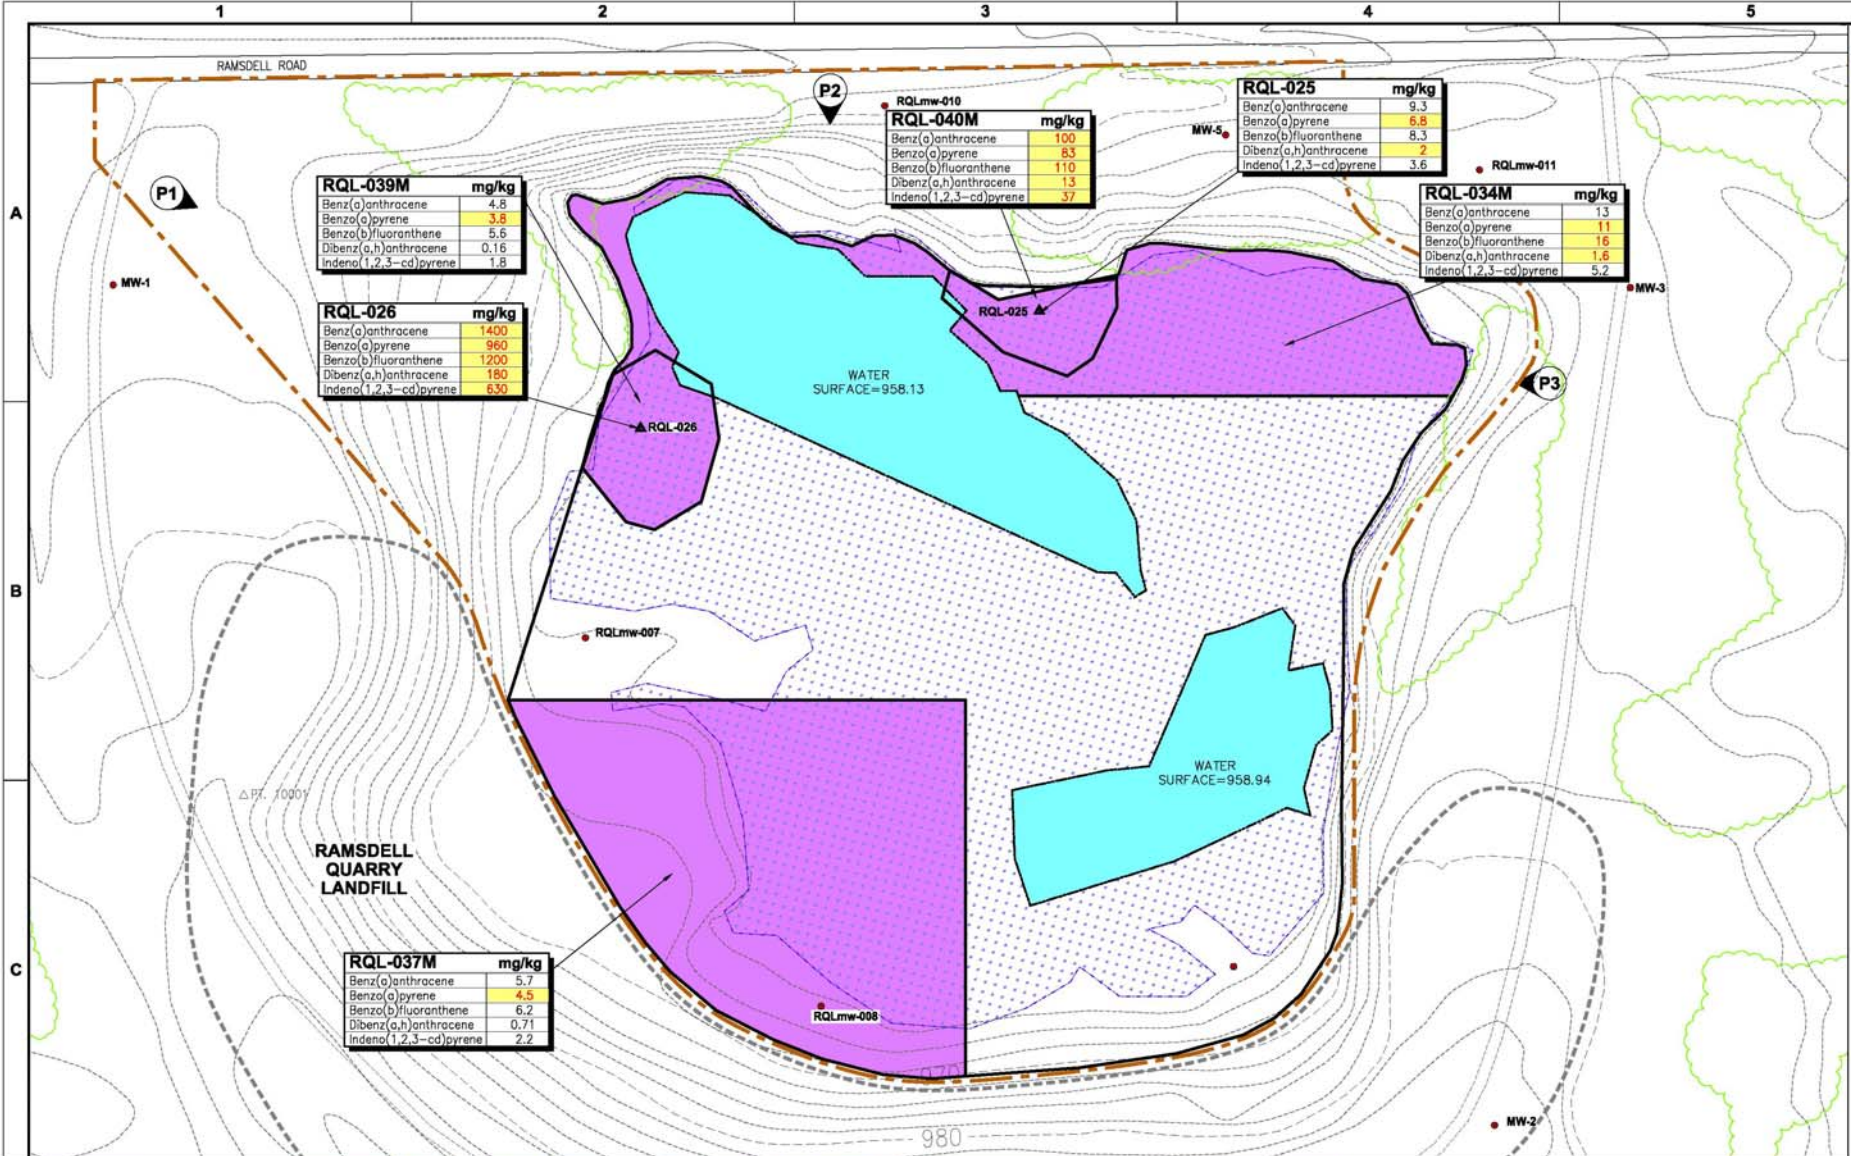 1 2 3 4 5
RAMSDELL ROAD
P2
RQLmw-010
RQL-025 mg/kg
Benz(a)anthracene 9.3
Benzo(a)pyrene 6.8
Benzo(b)fluoranthene 8.3
Dibenz(a,h)anthracene 2
Indeno(1,2,3-cd)pyrene 3.6
RQL-040M mg/kg
Benz(a)anthracene 100
Benzo(a)pyrene 83
Benzo(b)fluoranthene 110
Dibenz(a,h)anthracene 13
Indeno(1,2,3-cd)pyrene 37
MW-5
RQLmw-011
P1
RQL-039M mg/kg
Benz(a)anthracene 4.8
Benzo(a)pyrene 3.8
Benzo(b)fluoranthene 5.6
Dibenz(a,h)anthracene 0.16
Indeno(1,2,3-cd)pyrene 1.8
RQL-034M mg/kg
Benz(a)anthracene 13
Benzo(a)pyrene 11
Benzo(b)fluoranthene 16
Dibenz(a,h)anthracene 1.6
Indeno(1,2,3-cd)pyrene 5.2
A
MW-1
MW-3
RQL-026 mg/kg
Benz(a)anthracene 1400
Benzo(a)pyrene 960
Benzo(b)fluoranthene 1200
Dibenz(a,h)anthracene 180
Indeno(1,2,3-cd)pyrene 630
RQL-025
WATER
SURFACE=958.13
P3
RQL-026
B
RQLmw-007
WATER
SURFACE=958.94
PT. 10001
RAMSDELL
QUARRY
LANDFILL
C
RQL-037M mg/kg
Benz(a)anthracene 5.7
Benzo(a)pyrene 4.5
Benzo(b)fluoranthene 6.2
Dibenz(a,h)anthracene 0.71
Indeno(1,2,3-cd)pyrene 2.2
RQLmw-008
970
MW-2
980